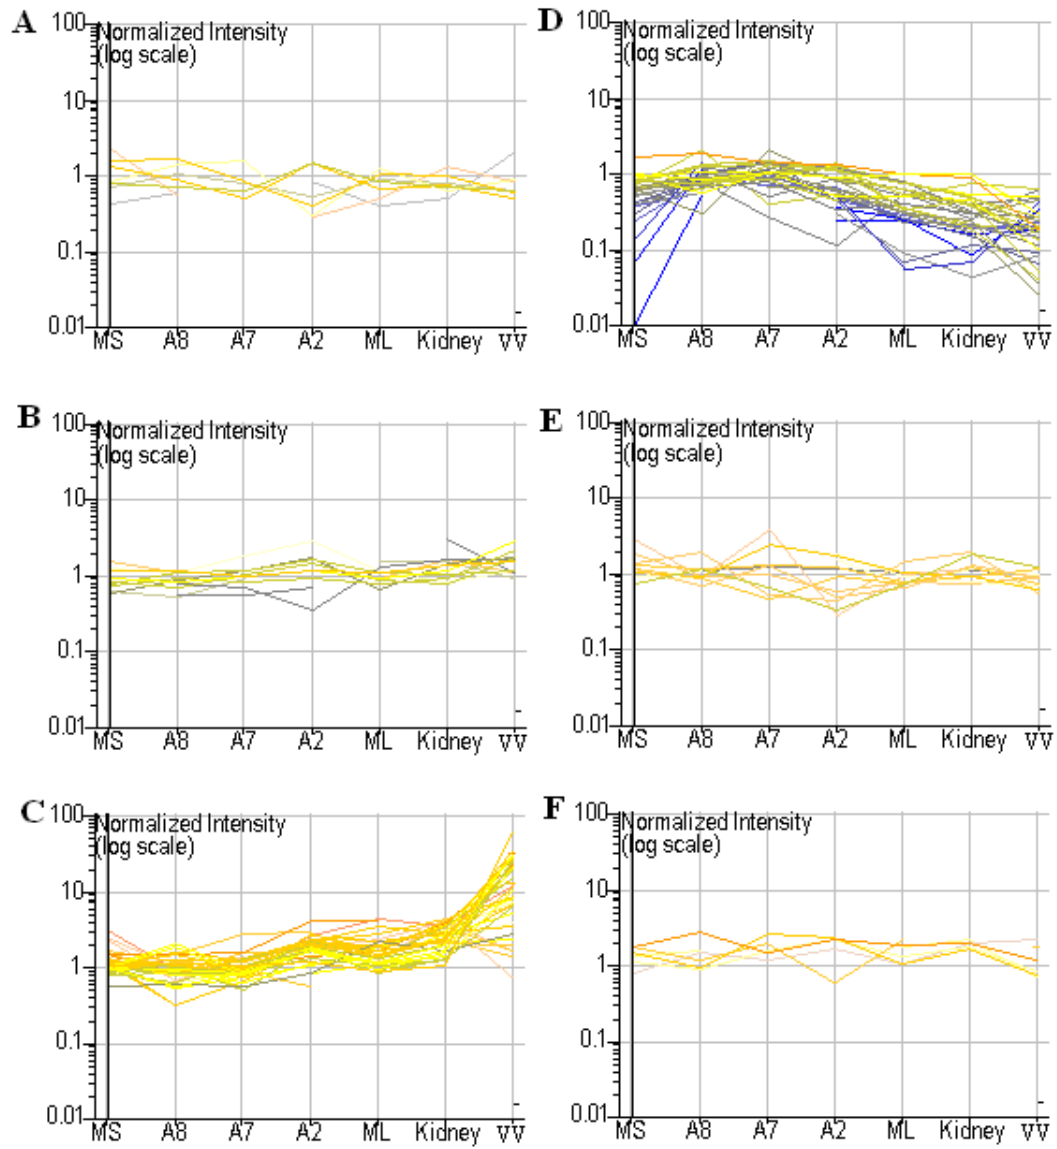 A
100
Normalized Intensity
(log scale)
10
1
0.1
0.01
MS A8 A7 A2 ML Kidney VV
D
100
Normalized Intensity
(log scale)
10
1
0.1
0.01
MS A8 A7 A2 ML Kidney VV
B
100
Normalized Intensity
(log scale)
10
1
0.1
0.01
MS A8 A7 A2 ML Kidney VV
E
100
Normalized Intensity
(log scale)
10
1
0.1
0.01
MS A8 A7 A2 ML Kidney VV
C
100
Normalized Intensity
(log scale)
10
1
0.1
0.01
MS A8 A7 A2 ML Kidney VV
F
100
Normalized Intensity
(log scale)
10
1
0.1
0.01
MS A8 A7 A2 ML Kidney VV